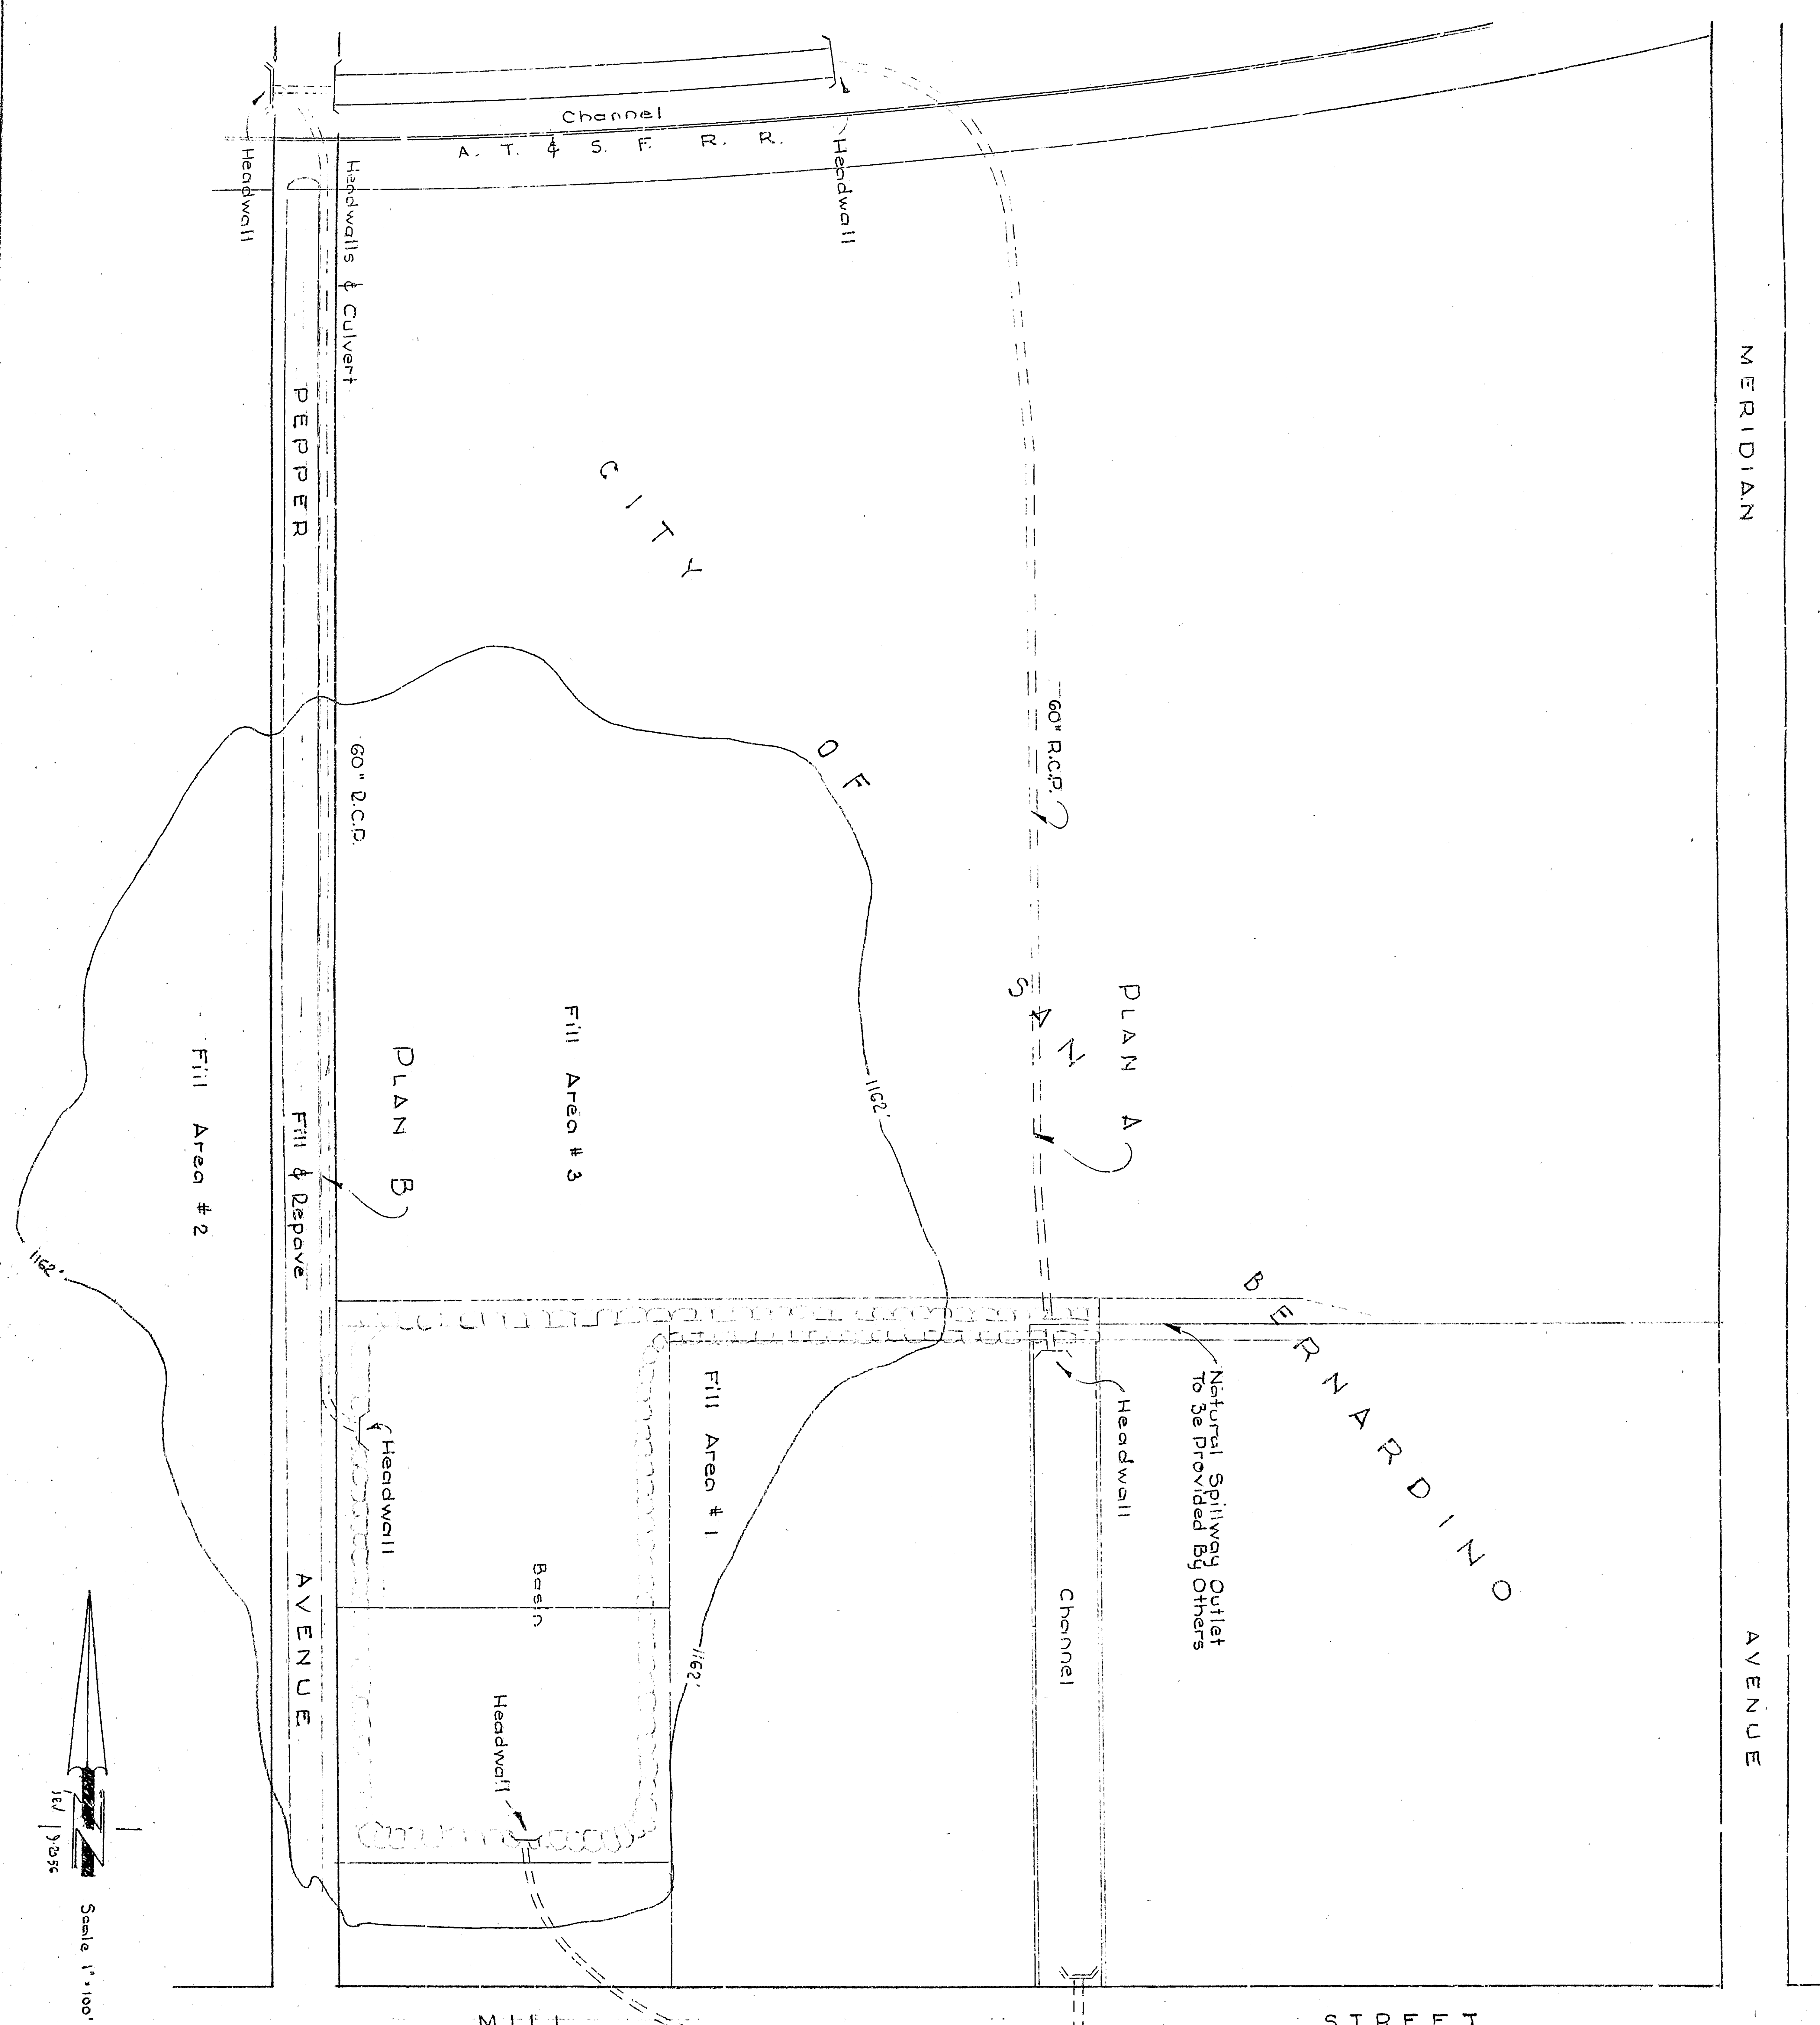 Channel
A. T. & S. F. R. R.
Headwall
Headwalls & Culvert
Headwall
MERIDIAN
PEPPER
CITY
OF
SAN
BERNARDINO
60" R.C.P.
60" R.C.P.
PLAN A
PLAN B
Fill Area #3
Fill Area #2
Fill & Repave
1162'
1162'
1162'
Natural Spillway Outlet
To Be Provided By Others
Headwall
Headwall
Fill Area #1
Basin
Channel
Headwall
AVENUE
AVENUE
Scale 1" = 100'
MILL
STREET